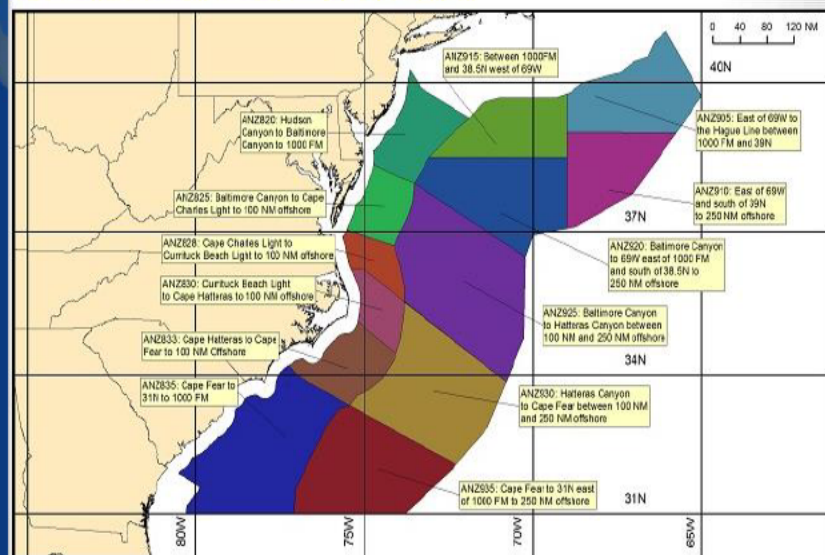 0 40 80 120 NM
ANZ915: Between 1000FM
and 38.5N west of 69W
40N
ANZ820: Hudson
Canyon to Baltimore
Canyon to 1000 FM
ANZ905: East of 69W to
the Hague Line between
1000 FM and 39N
ANZ825: Baltimore Canyon to Cape
Charles Light to 100 NM offshore
ANZ910: East of 69W
and south of 39N
to 250 NM offshore
37N
ANZ828: Cape Charles Light to
Currituck Beach Light to 100 NM offshore
ANZ920: Baltimore Canyon
to 69W east of 1000 FM
and south of 38.5N to
250 NM offshore
ANZ830: Currituck Beach Light
to Cape Hatteras to 100 NM offshore
ANZ925: Baltimore Canyon
to Hatteras Canyon between
100 NM and 250 NM offshore
ANZ833: Cape Hatteras to Cape
Fear to 100 NM Offshore
34N
ANZ835: Cape Fear to
31N to 1000 FM
ANZ930: Hatteras Canyon
to Cape Fear between 100 NM
and 250 NM offshore
ANZ935: Cape Fear to 31N east
of 1000 FM to 250 NM offshore
31N
80W
75W
70W
65W